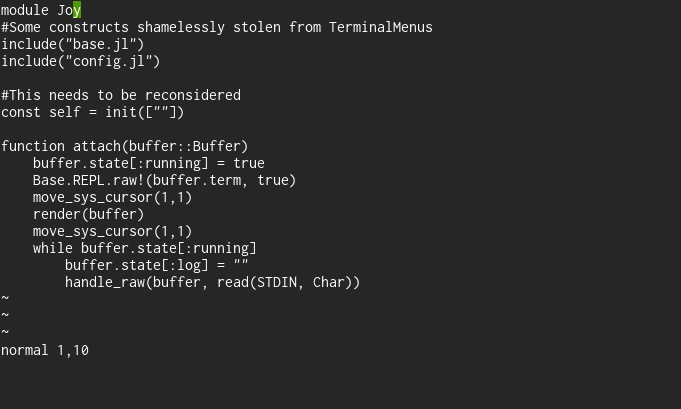 module Joy
#Some constructs shamelessly stolen from TerminalMenus
include("base.jl")
include("config.jl")

#This needs to be reconsidered
const self = init([""])

function attach(buffer::Buffer)
    buffer.state[:running] = true
    Base.REPL.raw!(buffer.term, true)
    move_sys_cursor(1,1)
    render(buffer)
    move_sys_cursor(1,1)
    while buffer.state[:running]
        buffer.state[:log] = ""
        handle_raw(buffer, read(STDIN, Char))
~
~
~
normal 1,10